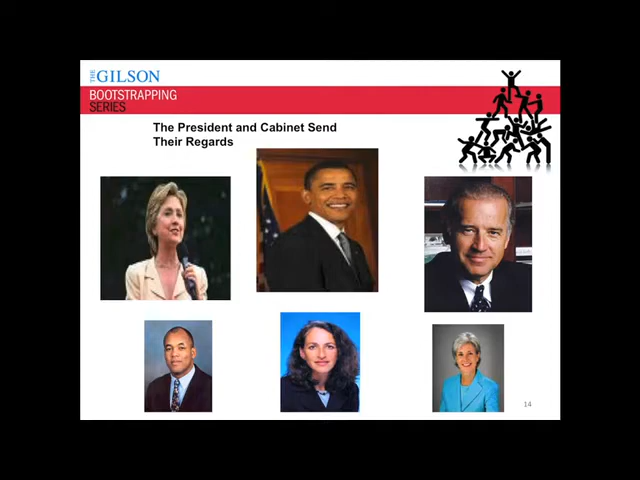 THE GILSON
BOOTSTRAPPING
SERIES
The President and Cabinet Send
Their Regards
14